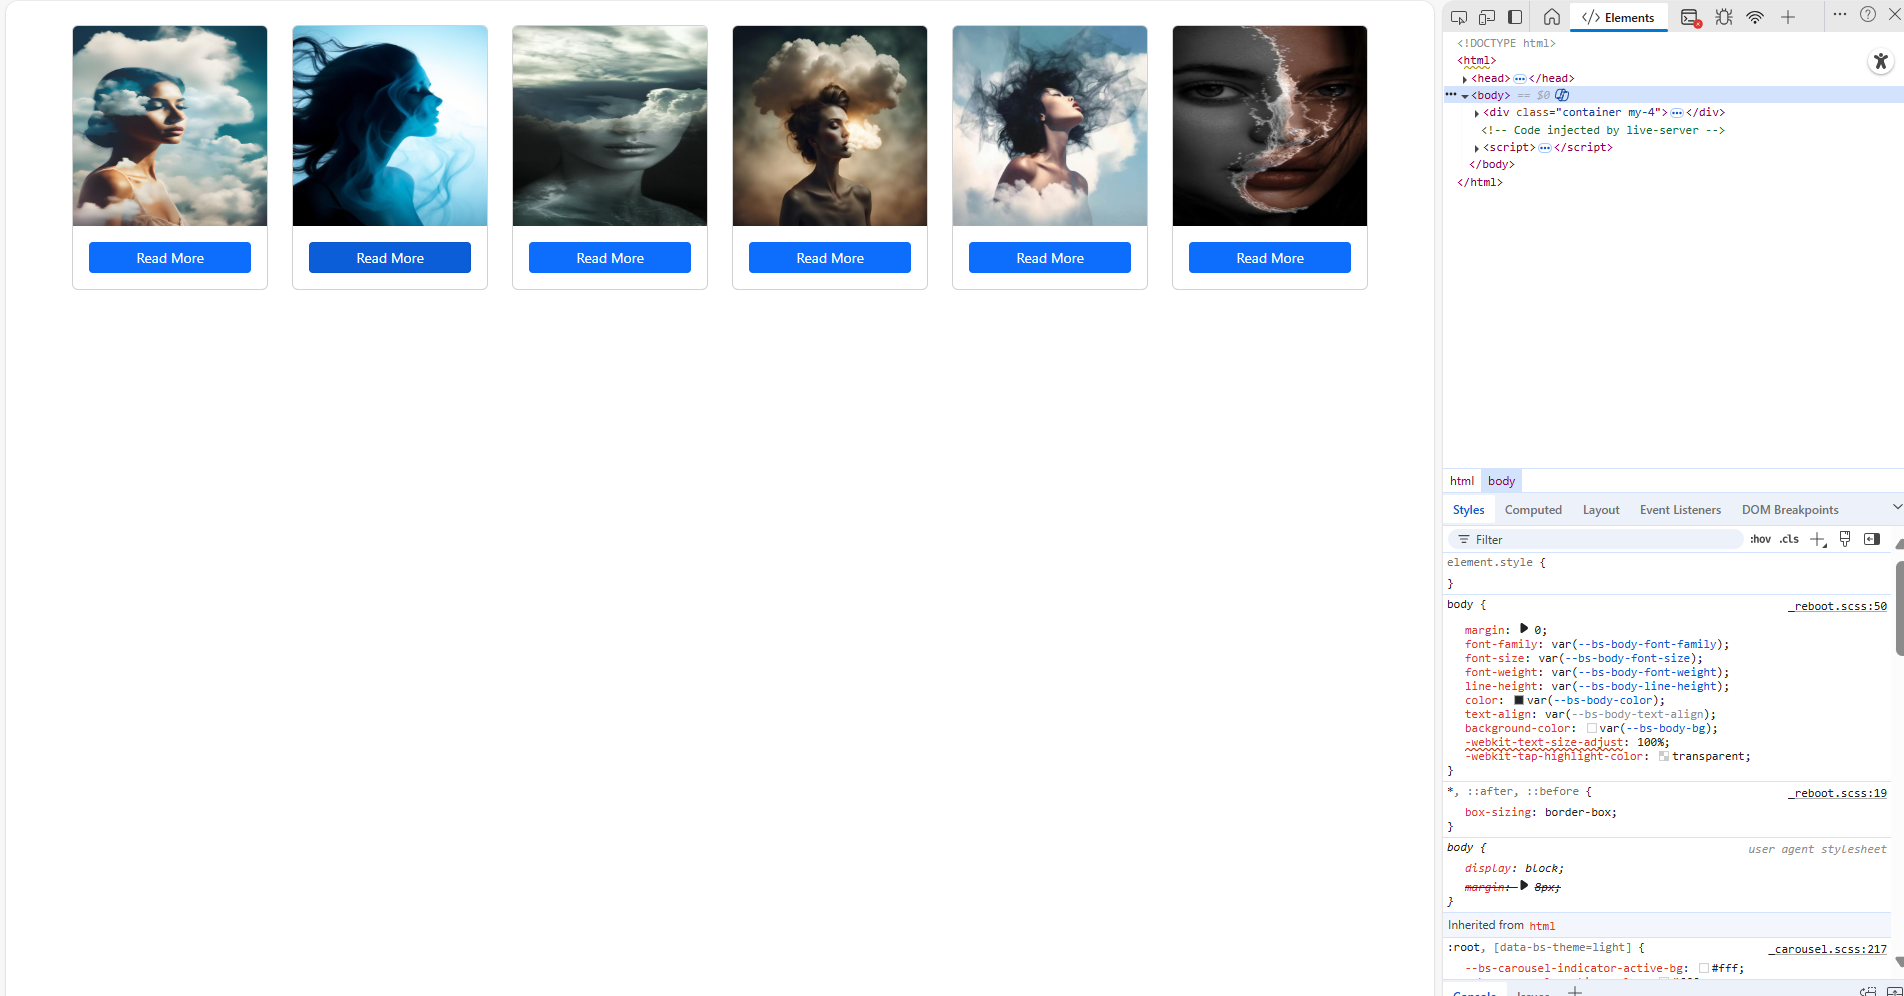 Read More
Read More
Read More
Read More
Read More
Read More
Elements
<!DOCTYPE html>
<html>
<head> ••• </head>
••• <body> == $0
<div class="container my-4"> ••• </div>
<!-- Code injected by live-server -->
<script> ••• </script>
</body>
</html>
html body
Styles Computed Layout Event Listeners DOM Breakpoints
Filter :hov .cls
element.style {
}
body { _reboot.scss:50
margin: 0;
font-family: var(--bs-body-font-family);
font-size: var(--bs-body-font-size);
font-weight: var(--bs-body-font-weight);
line-height: var(--bs-body-line-height);
color: var(--bs-body-color);
text-align: var(--bs-body-text-align);
background-color: var(--bs-body-bg);
-webkit-text-size-adjust: 100%;
-webkit-tap-highlight-color: transparent;
}
*, ::after, ::before { _reboot.scss:19
box-sizing: border-box;
}
body { user agent stylesheet
display: block;
margin: 8px;
}
Inherited from html
:root, [data-bs-theme=light] { _carousel.scss:217
--bs-carousel-indicator-active-bg: #fff;
Console Issues